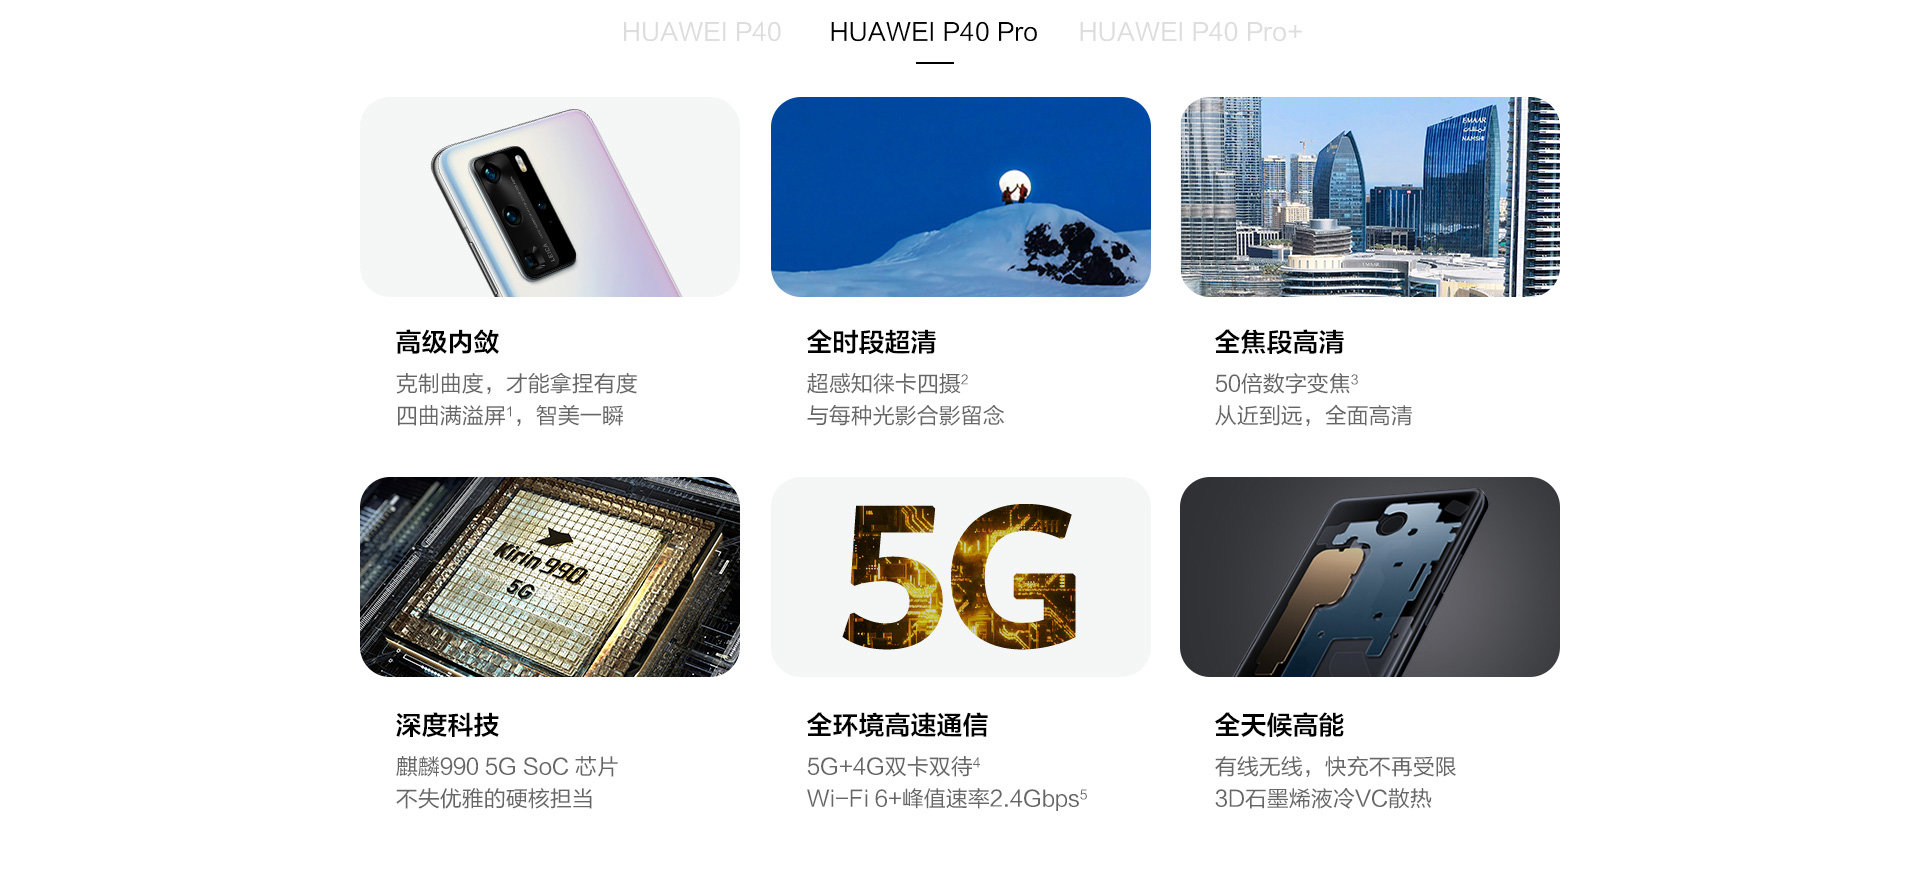 HUAWEI P40
HUAWEI P40 Pro
HUAWEI P40 Pro+
LEICA
EMAAR
NAMSHI
EMAAR
高级内敛
克制曲度，才能拿捏有度
四曲满溢屏1，智美一瞬
全时段超清
超感知徕卡四摄2
与每种光影合影留念
全焦段高清
50倍数字变焦3
从近到远，全面高清
Kirin 990
5G
5G
深度科技
麒麟990 5G SoC 芯片
不失优雅的硬核担当
全环境高速通信
5G+4G双卡双待4
Wi-Fi 6+峰值速率2.4Gbps5
全天候高能
有线无线，快充不再受限
3D石墨烯液冷VC散热